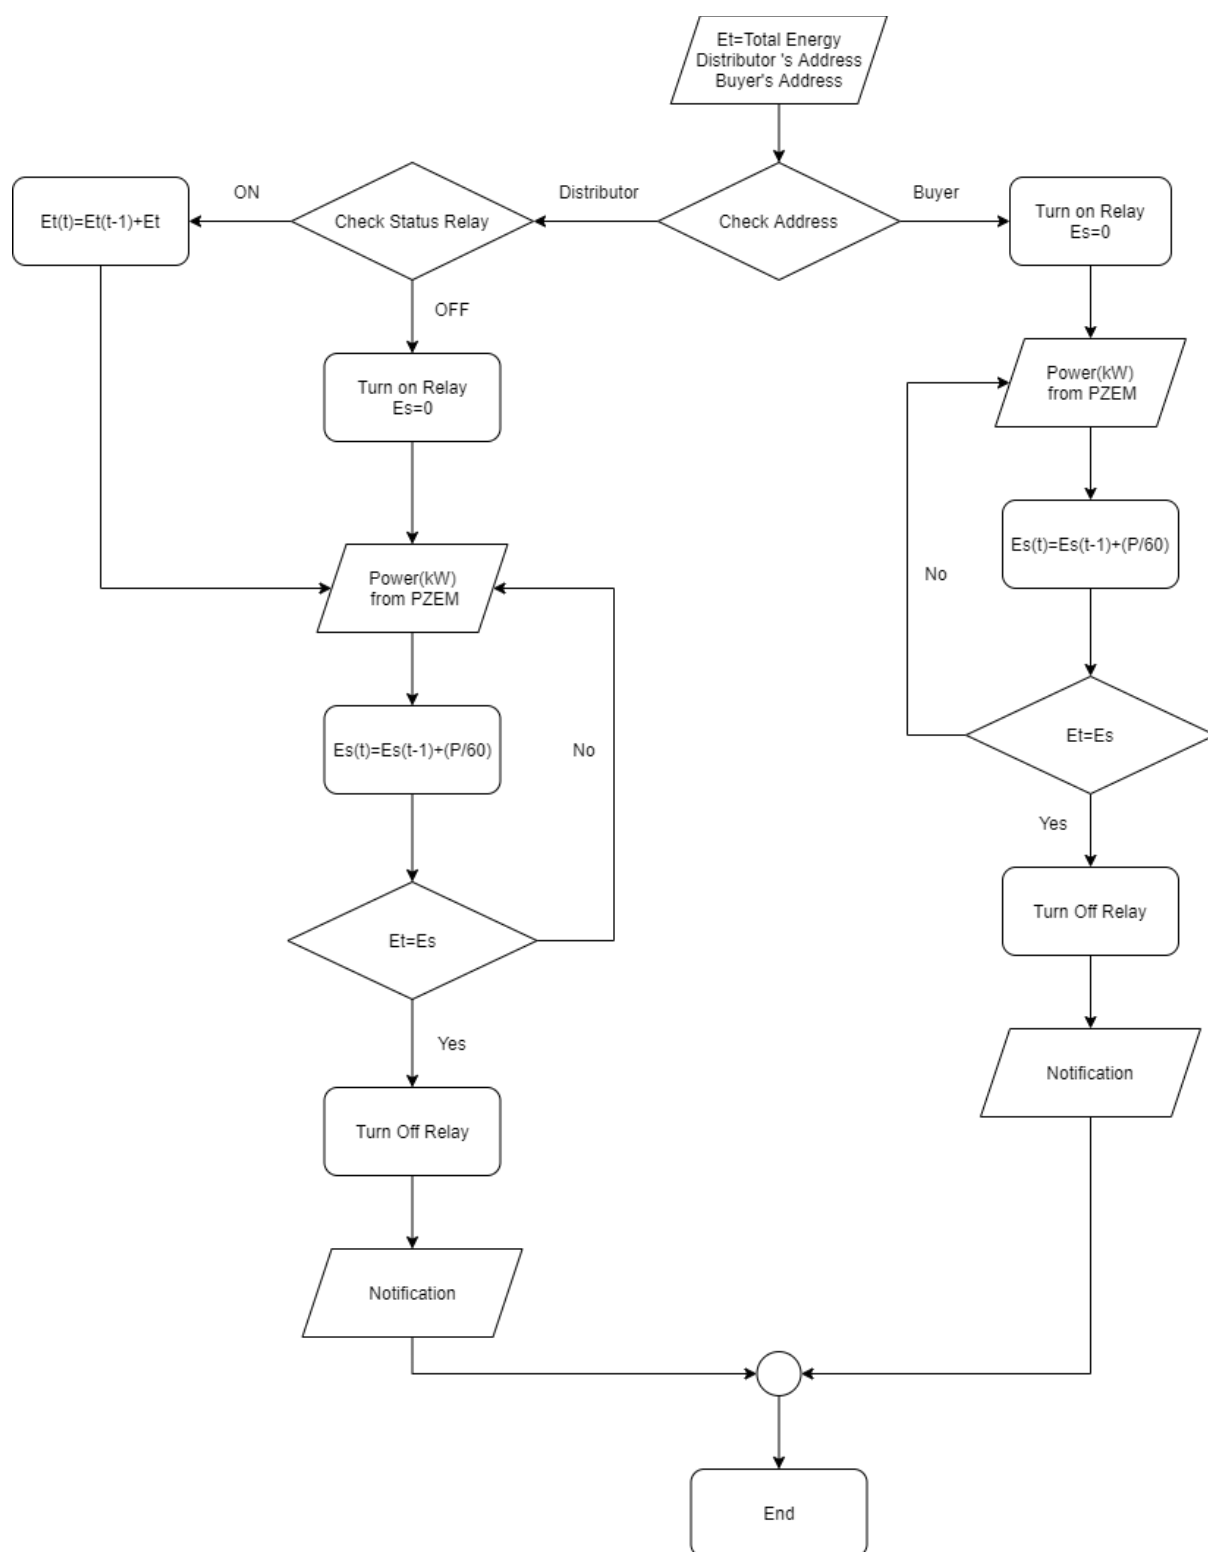 Et=Total Energy
Distributor 's Address
Buyer's Address
ON
Distributor
Buyer
Et(t)=Et(t-1)+Et
Check Status Relay
Check Address
Turn on Relay
Es=0
OFF
Turn on Relay
Es=0
Power(kW)
from PZEM
Es(t)=Es(t-1)+(P/60)
No
Power(kW)
from PZEM
Es(t)=Es(t-1)+(P/60)
No
Et=Es
Yes
Turn Off Relay
Et=Es
Yes
Notification
Turn Off Relay
Notification
End